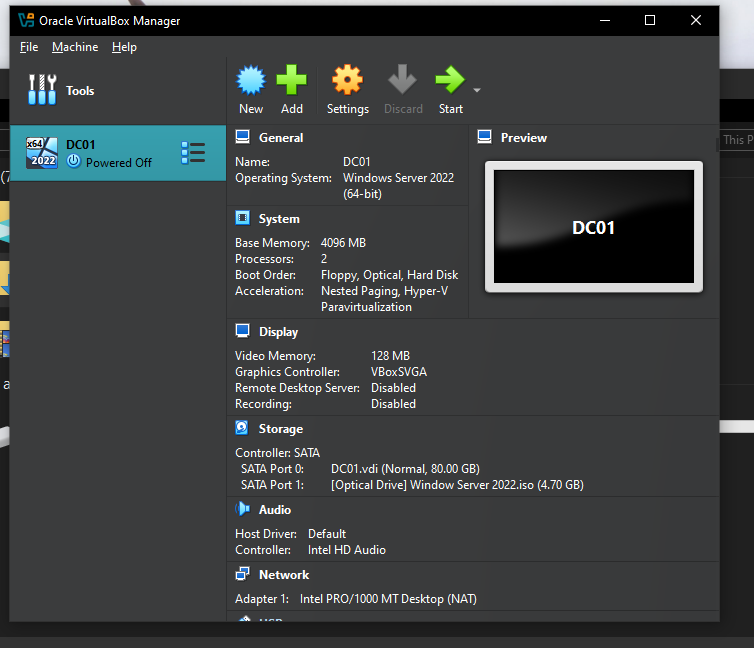 Oracle VirtualBox Manager
File Machine Help
Tools
New Add Settings Discard Start
x64
2022
DC01
Powered Off
General
Name: DC01
Operating System: Windows Server 2022
(64-bit)
System
Base Memory: 4096 MB
Processors: 2
Boot Order: Floppy, Optical, Hard Disk
Acceleration: Nested Paging, Hyper-V
Paravirtualization
Preview
DC01
Display
Video Memory: 128 MB
Graphics Controller: VBoxSVGA
Remote Desktop Server: Disabled
Recording: Disabled
Storage
Controller: SATA
SATA Port 0: DC01.vdi (Normal, 80.00 GB)
SATA Port 1: [Optical Drive] Window Server 2022.iso (4.70 GB)
Audio
Host Driver: Default
Controller: Intel HD Audio
Network
Adapter 1: Intel PRO/1000 MT Desktop (NAT)
This P